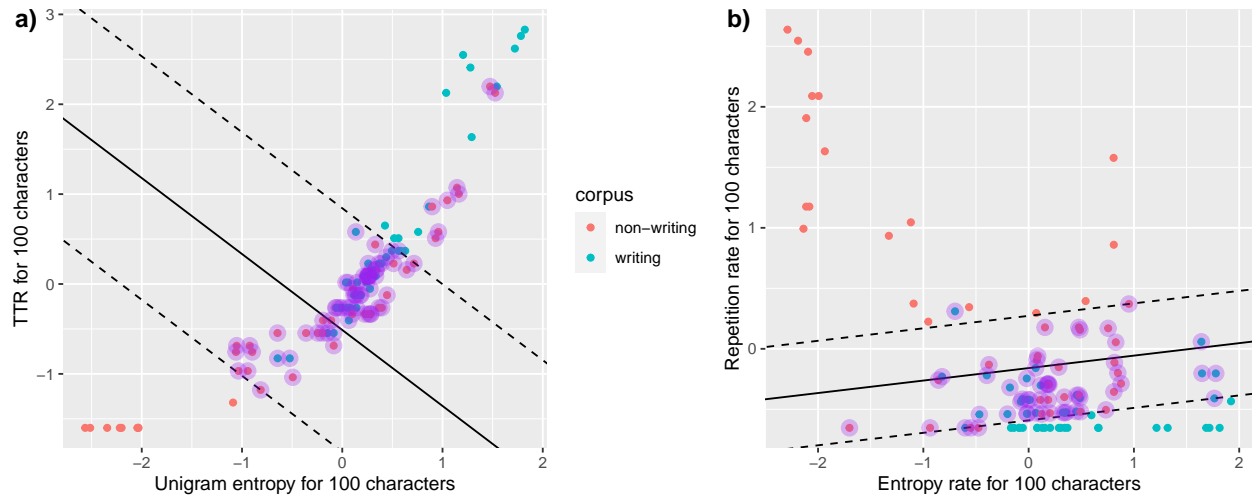 a)
TTR for 100 characters
3
2
1
0
−1
−2
−1
0
1
2
Unigram entropy for 100 characters
corpus
non-writing
writing
b)
Repetition rate for 100 characters
2
1
0
−2
−1
0
1
2
Entropy rate for 100 characters